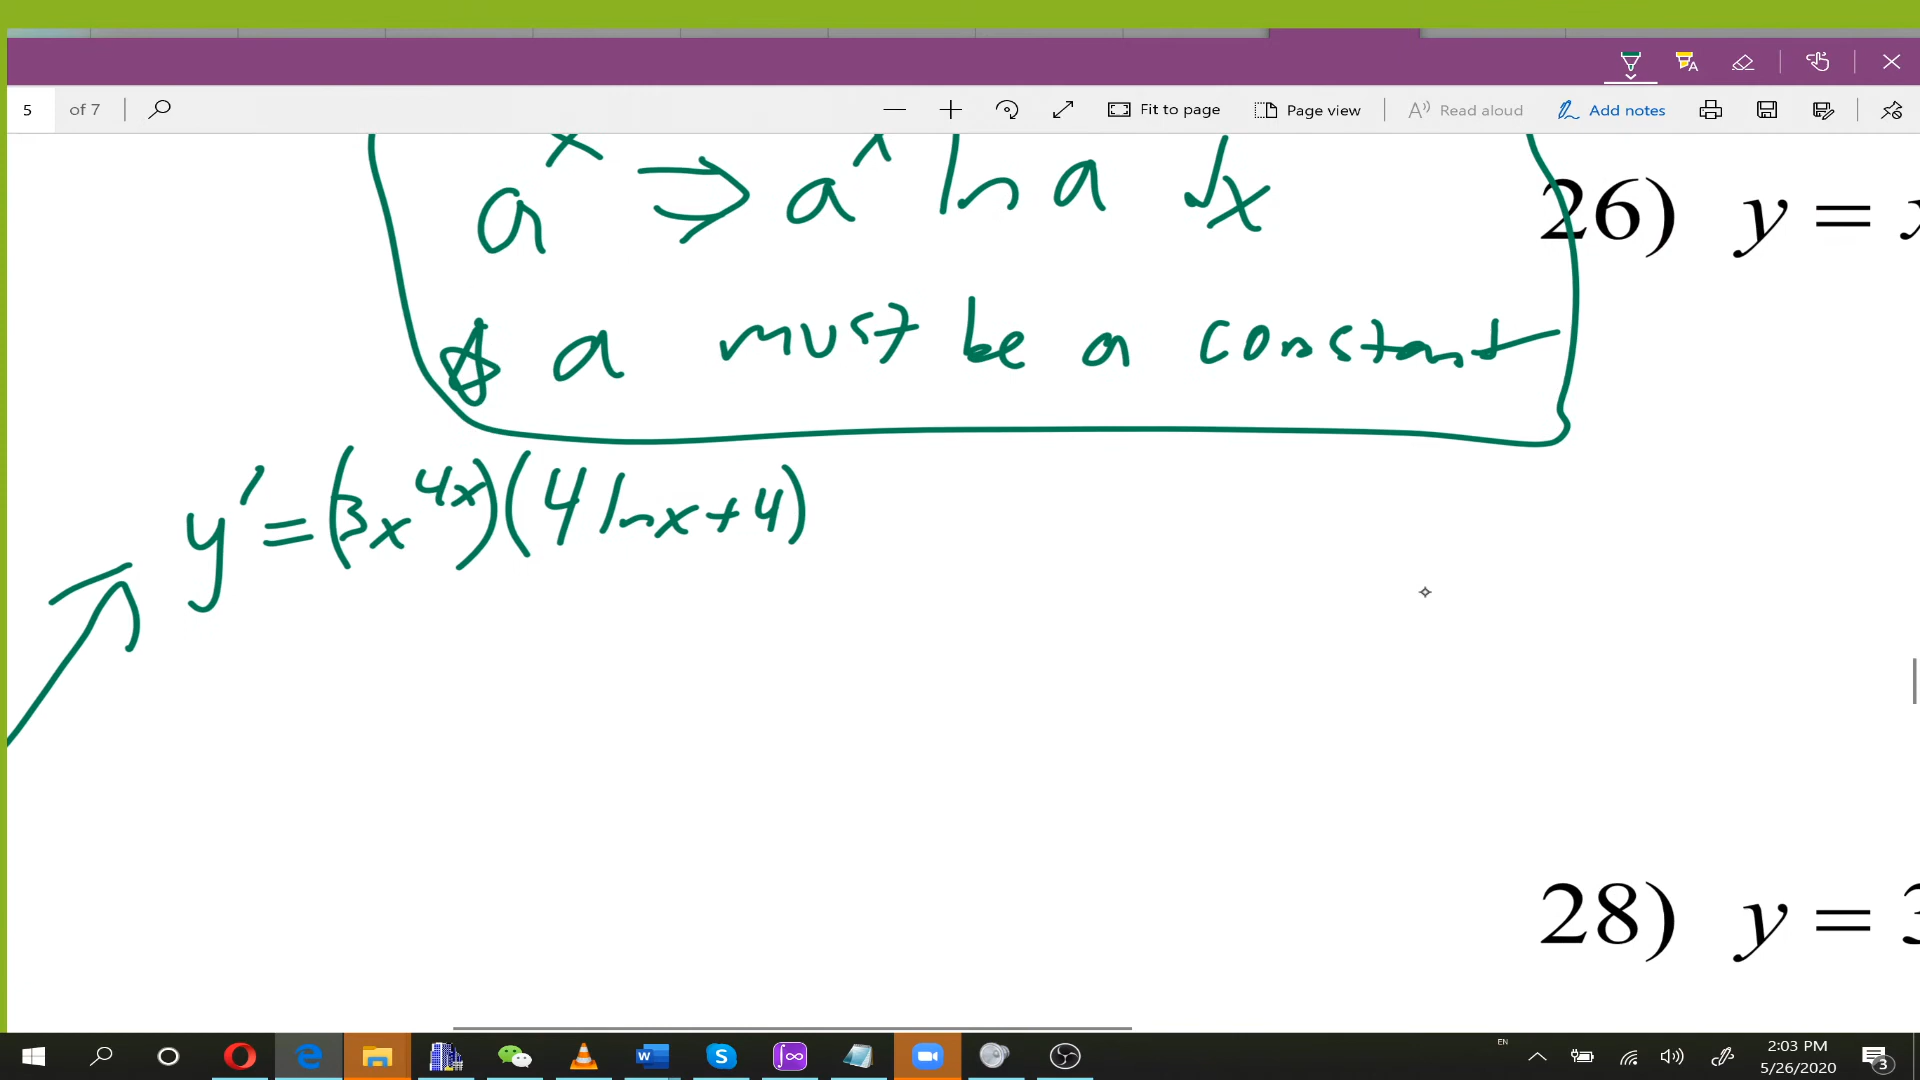 5 of 7 Fit to page Page view Read aloud Add notes
a^x ⇒ a^x ln a dx
26) y = x
☆ a must be a constant
y' = (3x^{4x})(4 ln x + 4)
28) y = 3
EN
2:03 PM
5/26/2020
3